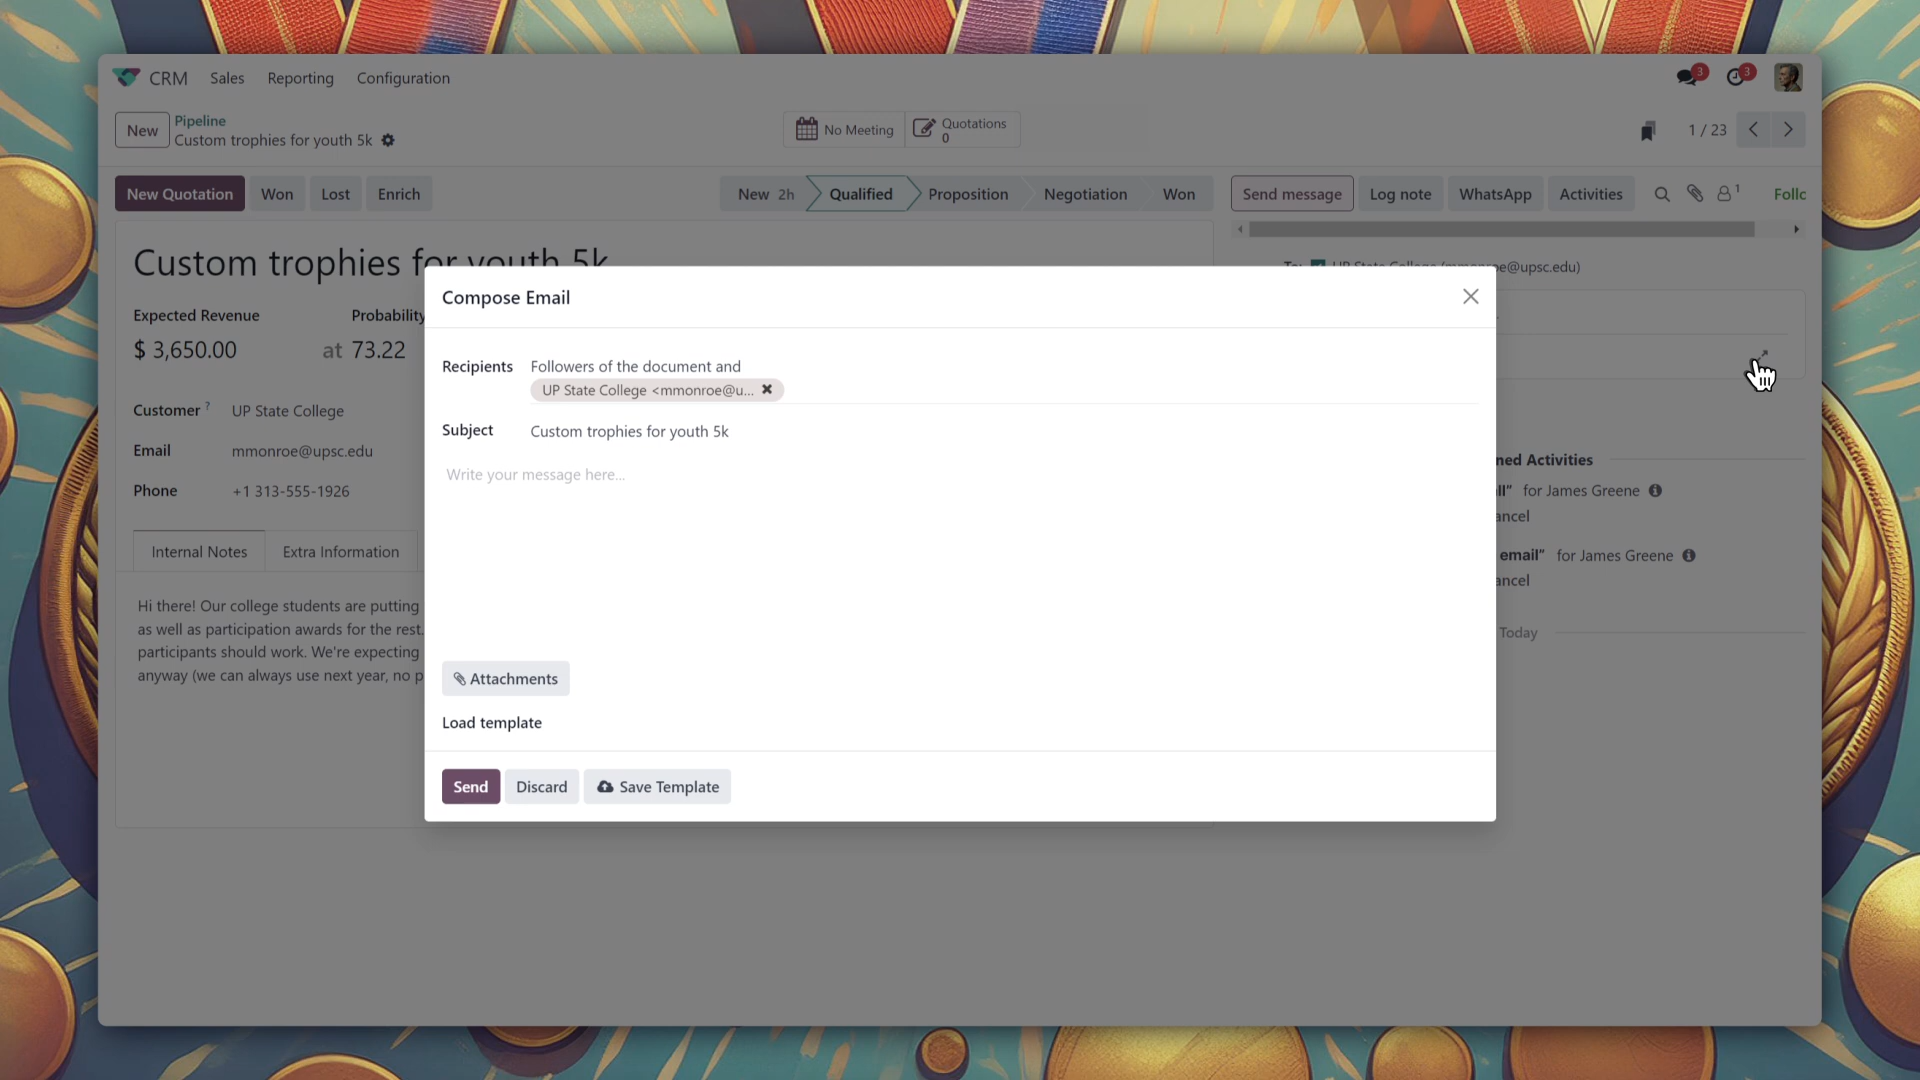 CRM Sales Reporting Configuration 3 3
New
Pipeline
Custom trophies for youth 5k
No Meeting
Quotations
0
1 / 23
New Quotation Won Lost Enrich
New 2h Qualified Proposition Negotiation Won
Send message Log note WhatsApp Activities 1 Follc
Custom trophies for youth 5k
To: UP State College (mmonroe@upsc.edu)
Compose Email
Expected Revenue Probability
$ 3,650.00 at 73.22
Recipients Followers of the document and
UP State College <mmonroe@u...
Customer ? UP State College
Subject Custom trophies for youth 5k
Email mmonroe@upsc.edu
Write your message here...
Phone +1 313-555-1926
ned Activities
ll” for James Greene
ancel
email” for James Greene
ancel
Internal Notes Extra Information
Hi there! Our college students are putting
as well as participation awards for the rest.
participants should work. We're expecting
anyway (we can always use next year, no p
Today
Attachments
Load template
Send Discard Save Template